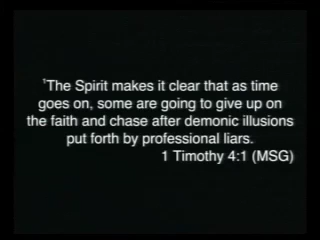 ¹The Spirit makes it clear that as time
goes on, some are going to give up on
the faith and chase after demonic illusions
put forth by professional liars.
1 Timothy 4:1 (MSG)